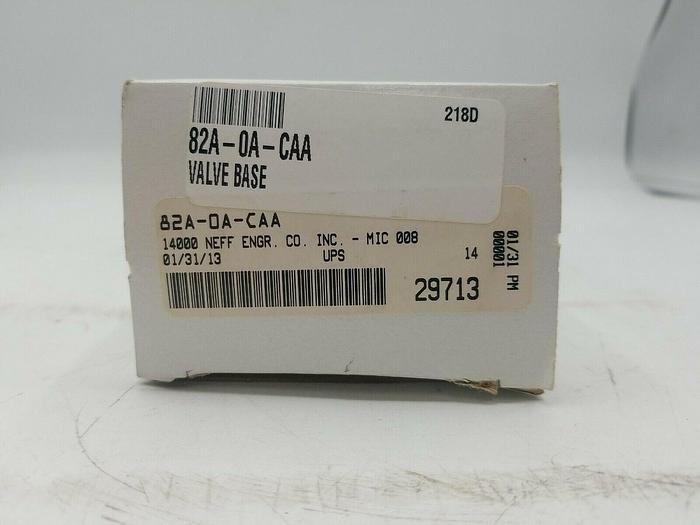 218D
82A-0A-CAA
VALVE BASE
82A-0A-CAA
14000 NEFF ENGR. CO. INC. - MIC 008
01/31/13 UPS 14
29713
01/31 PM
000001